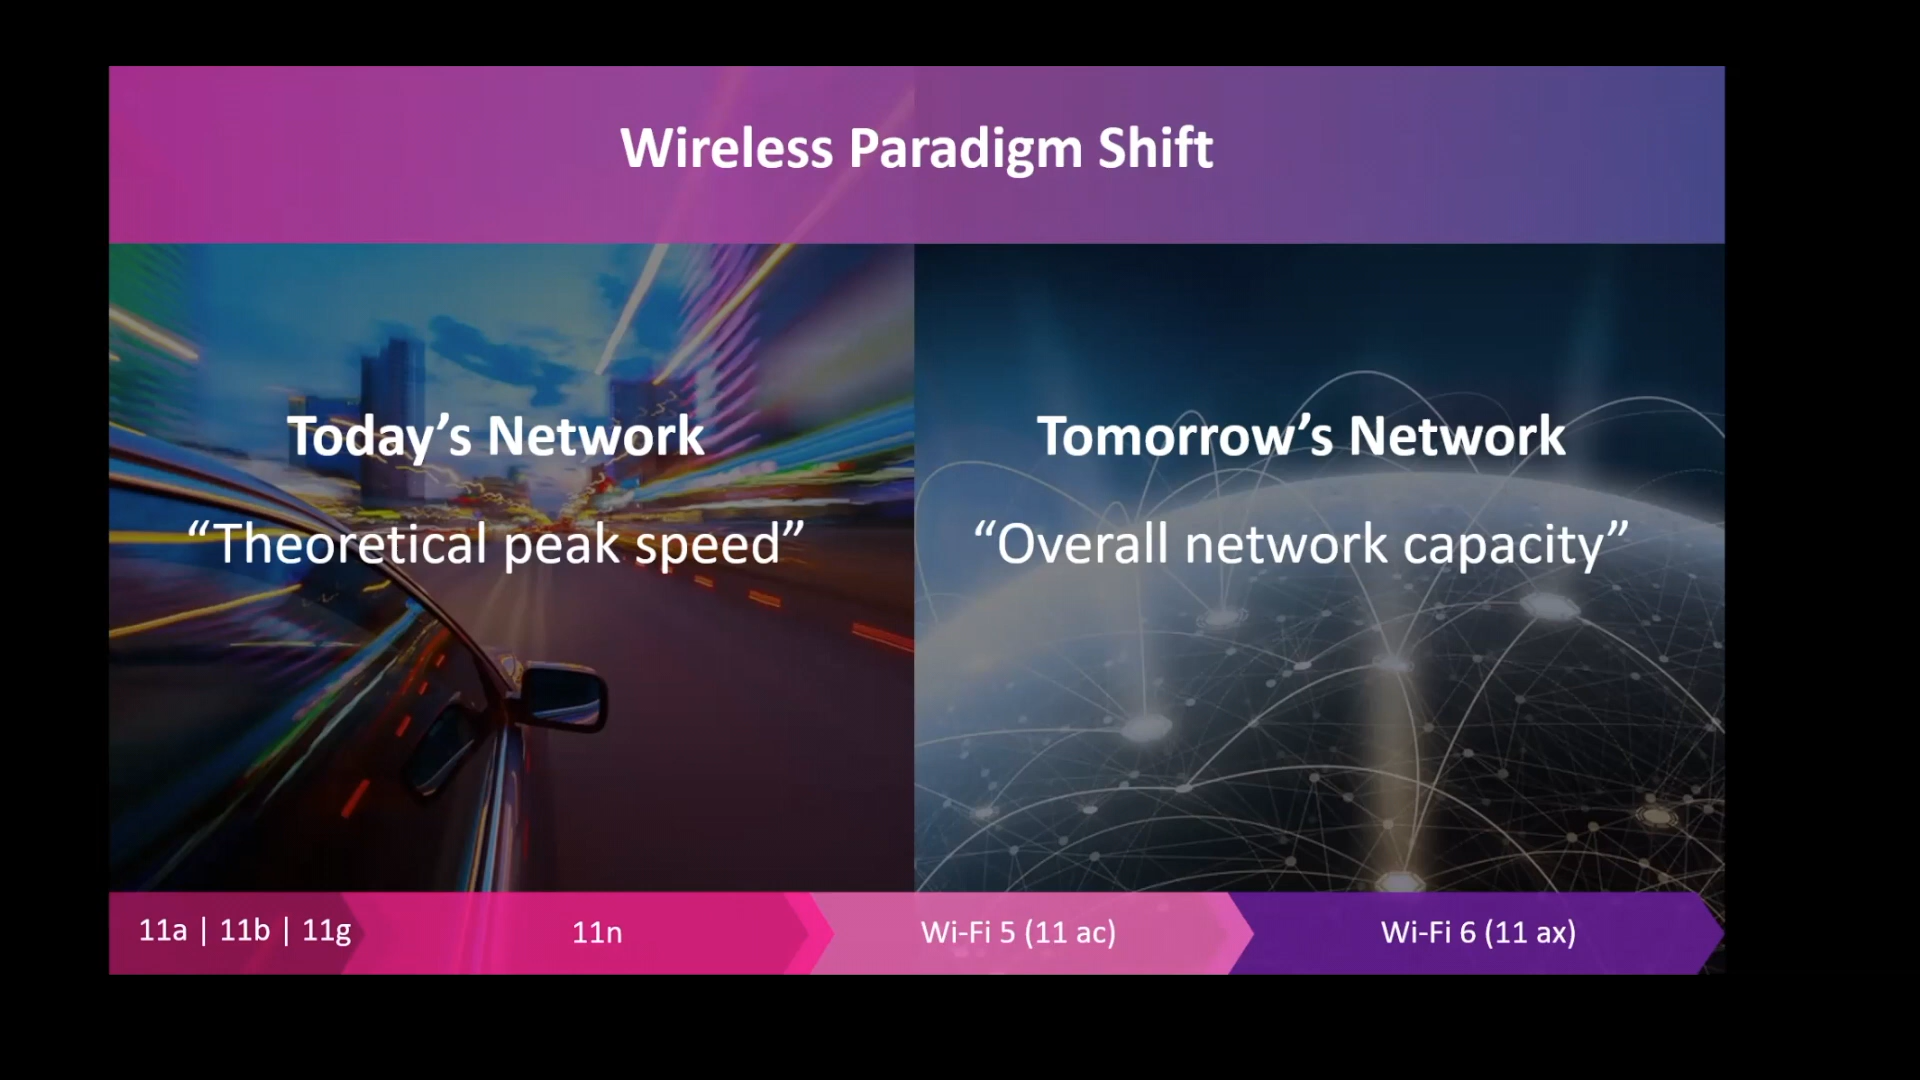 Wireless Paradigm Shift
Today’s Network
“Theoretical peak speed”
Tomorrow’s Network
“Overall network capacity”
11a | 11b | 11g
11n
Wi-Fi 5 (11 ac)
Wi-Fi 6 (11 ax)